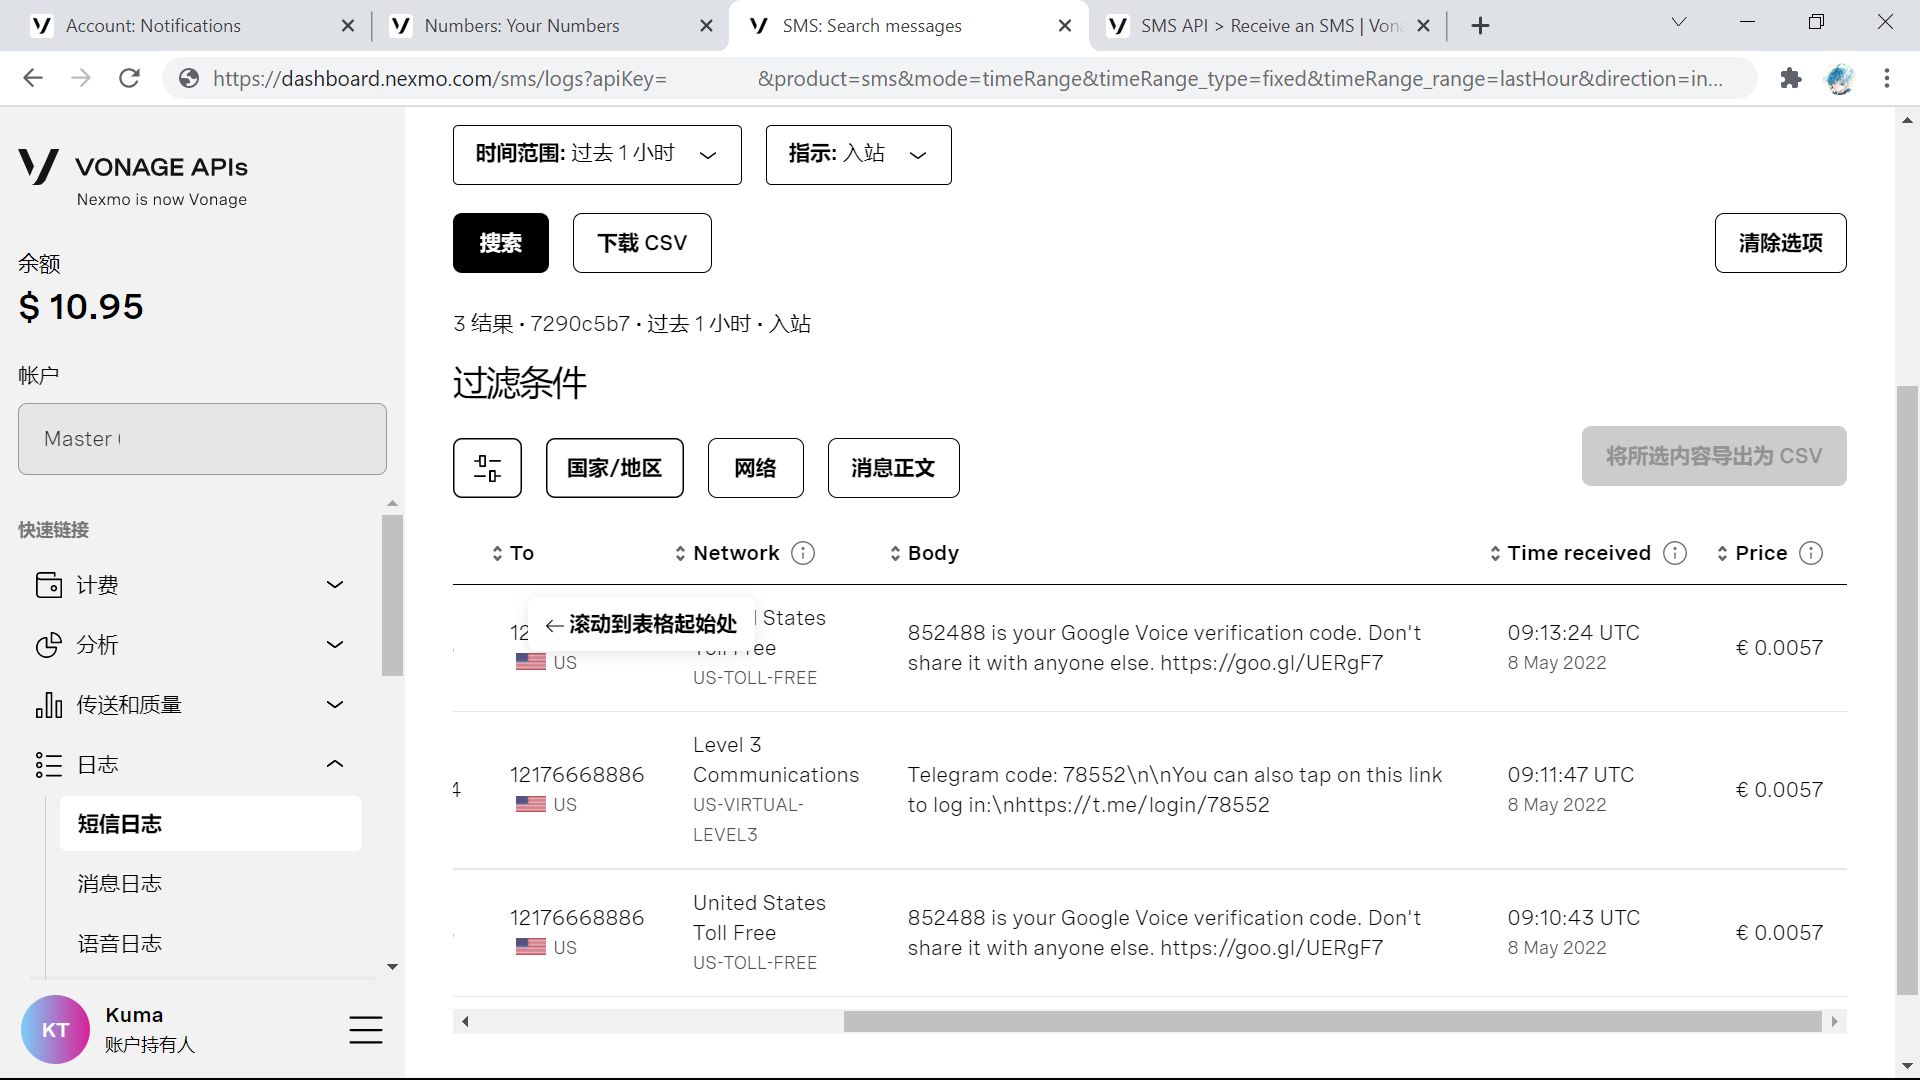 Account: Notifications
Numbers: Your Numbers
SMS: Search messages
SMS API > Receive an SMS | Von
https://dashboard.nexmo.com/sms/logs?apiKey= &product=sms&mode=timeRange&timeRange_type=fixed&timeRange_range=lastHour&direction=in...
VONAGE APIs
Nexmo is now Vonage
余额
$ 10.95
帐户
Master
快速链接
计费
分析
传送和质量
日志
短信日志
消息日志
语音日志
KT
Kuma
账户持有人
时间范围: 过去 1 小时
指示: 入站
搜索
下载 CSV
清除选项
3 结果 · 7290c5b7 · 过去 1 小时 · 入站
过滤条件
国家/地区
网络
消息正文
将所选内容导出为 CSV
To
Network
Body
Time received
Price
12
← 滚动到表格起始处
US
States
US-TOLL-FREE
852488 is your Google Voice verification code. Don't
share it with anyone else. https://goo.gl/UERgF7
09:13:24 UTC
8 May 2022
€ 0.0057
4
12176668886
US
Level 3
Communications
US-VIRTUAL-
LEVEL3
Telegram code: 78552\n\nYou can also tap on this link
to log in:\nhttps://t.me/login/78552
09:11:47 UTC
8 May 2022
€ 0.0057
12176668886
US
United States
Toll Free
US-TOLL-FREE
852488 is your Google Voice verification code. Don't
share it with anyone else. https://goo.gl/UERgF7
09:10:43 UTC
8 May 2022
€ 0.0057